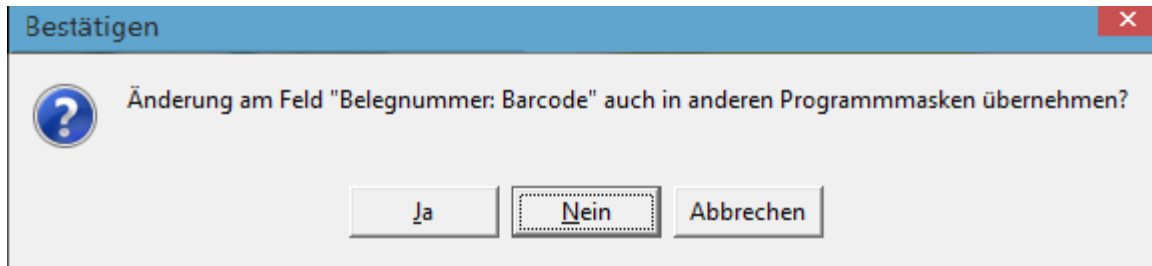 Bestätigen
Änderung am Feld "Belegnummer: Barcode" auch in anderen Programmmasken übernehmen?
Ja
Nein
Abbrechen